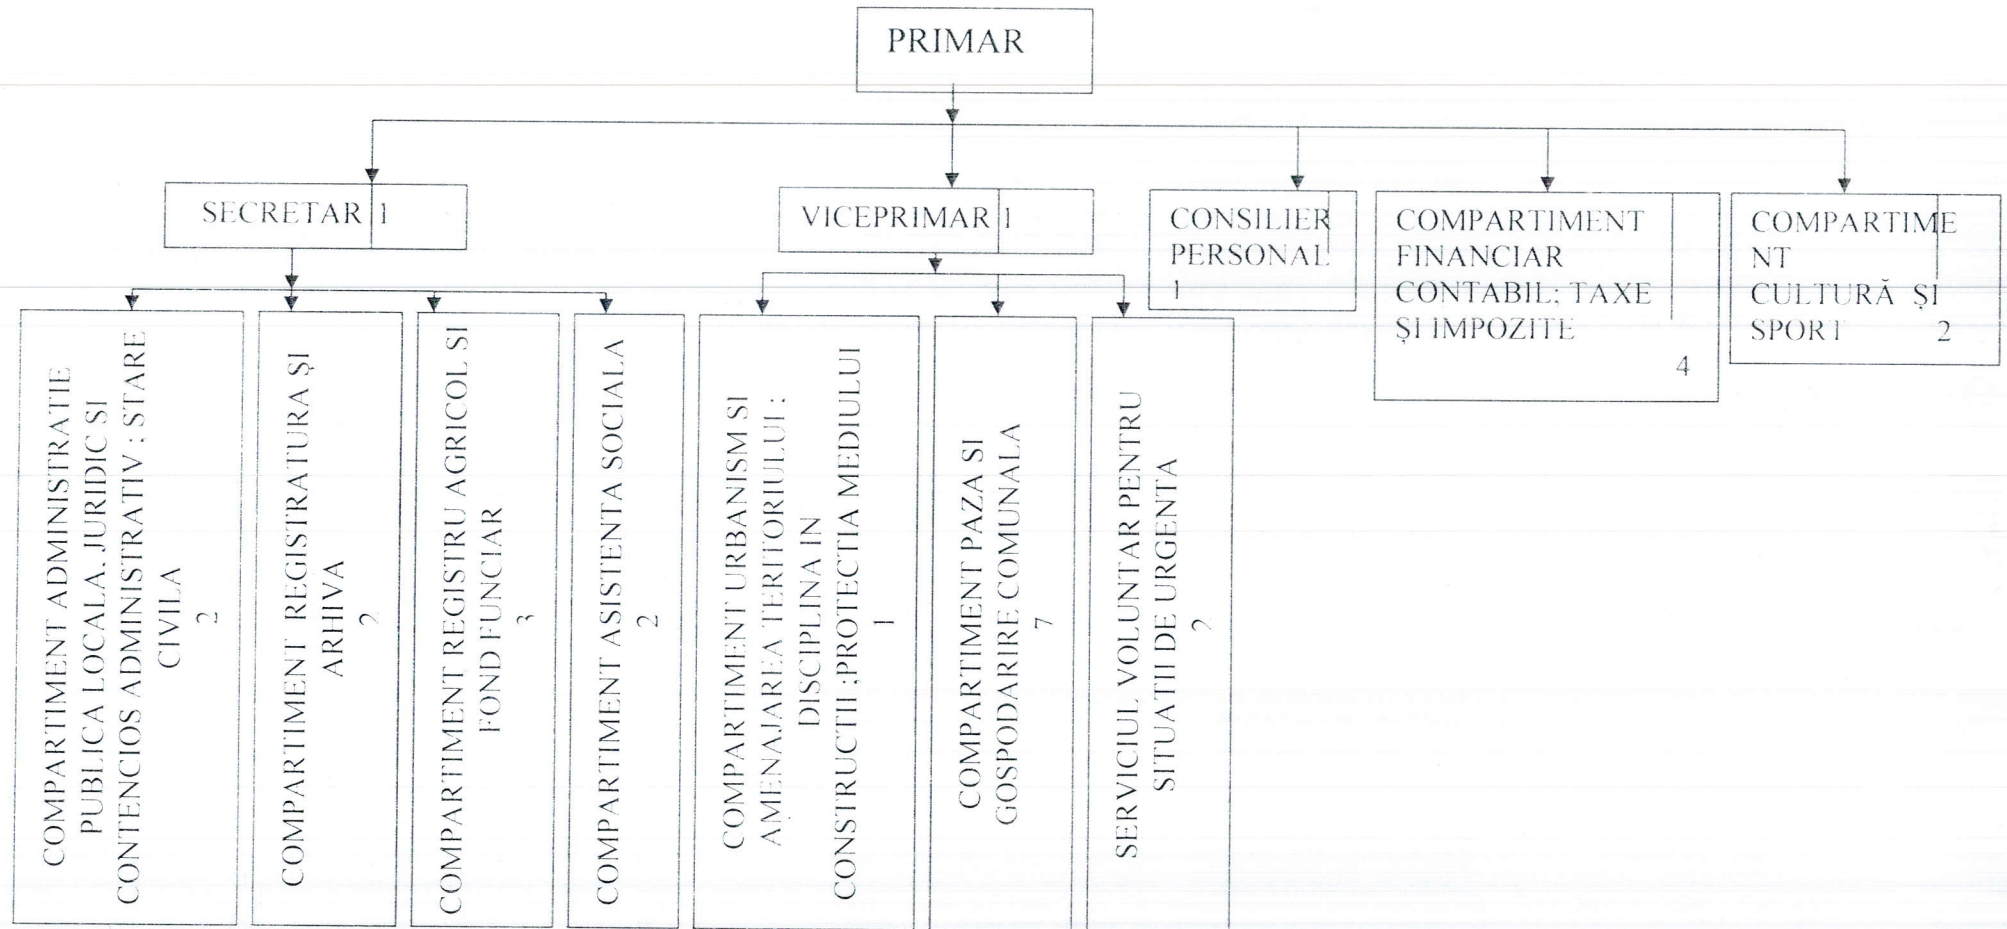 PRIMAR
SECRETAR 1
VICEPRIMAR 1
CONSILIER
PERSONAL
1
COMPARTIMENT
FINANCIAR
CONTABIL; TAXE
ȘI IMPOZITE
4
COMPARTIME
NT
CULTURĂ ȘI
SPORT 2
COMPARTIMENT ADMINISTRATIE
PUBLICA LOCALA, JURIDIC SI
CONTENCIOS ADMINISTRATIV ; STARE
CIVILA
2
COMPARTIMENT REGISTRATURA ȘI
ARHIVA
2
COMPARTIMENT REGISTRU AGRICOL SI
FOND FUNCIAR
3
COMPARTIMENT ASISTENTA SOCIALA
2
COMPARTIMENT URBANISM SI
AMENAJAREA TERITORIULUI ;
DISCIPLINA IN
CONSTRUCTII ;PROTECTIA MEDIULUI
1
COMPARTIMENT PAZA SI
GOSPODARIRE COMUNALA
7
SERVICIUL VOLUNTAR PENTRU
SITUATII DE URGENTA
2